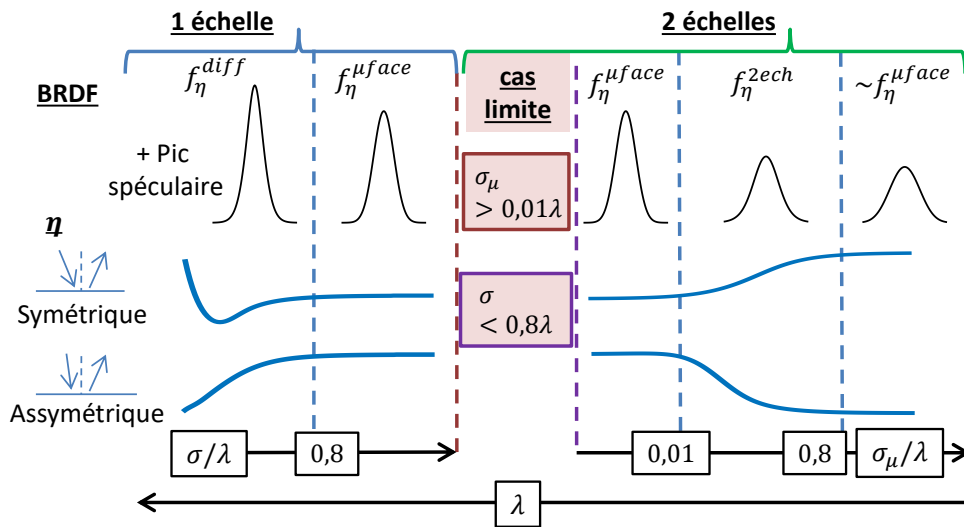 1 échelle
2 échelles
BRDF
f_η^{diff}
f_η^{μface}
cas
limite
f_η^{μface}
f_η^{2ech}
~f_η^{μface}
+ Pic
spéculaire
σ_μ
> 0,01λ
η
Symétrique
σ
< 0,8λ
Assymétrique
σ/λ
0,8
0,01
0,8
σ_μ/λ
λ